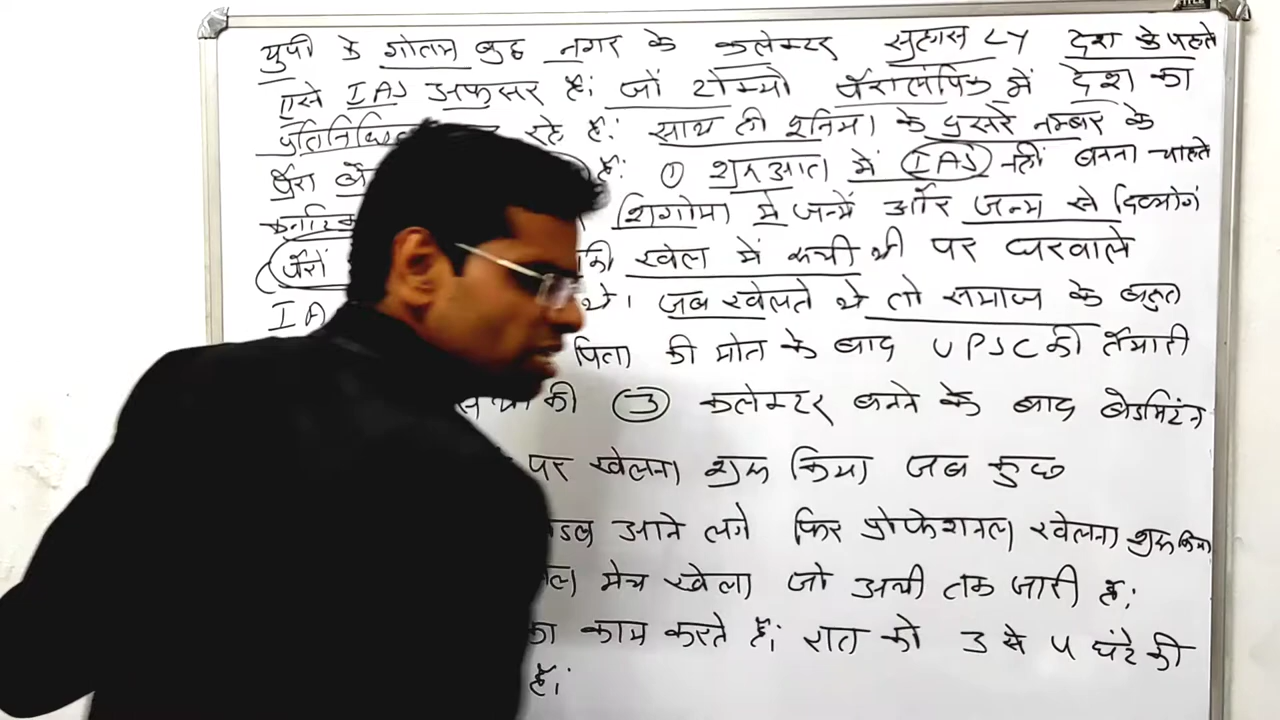 यूपी के गौतम बुद्ध नगर के कलेक्टर सुहास LY देश के पहले
ऐसे IAS अफसर हैं: जो टोक्यो पैरालंपिक में देश का
प्रतिनिधित्व रहे हैं: साथ ही दुनिया के दुसरे नम्बर के
पैरा हैं: ① शुरुआत में IAS नहीं बनना चाहते
शिगोमा में जन्में और जन्म से दिव्यांग
पैरों की खेल में रुची थी पर घरवाले
IA थे। जब खेलते थे तो समाज के बहुत
पिता की मौत के बाद UPSC की तैयारी
की ③ कलेक्टर बनने के बाद बेडमिंटन
पर खेलना शुरू किया जब कुछ
डल आने लगे फिर प्रोफेशनल खेलना शुरू किया
मेच खेला जो अभी तक जारी है;
का काम करते हैं; रात को 3 से 4 घंटे की
हैं;